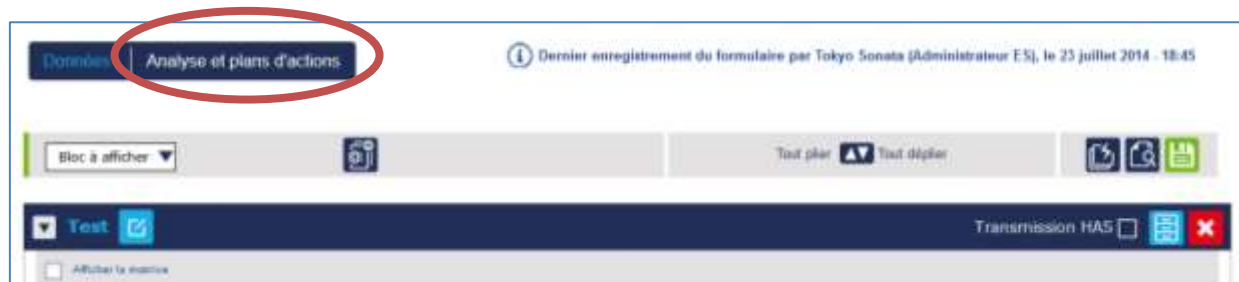 Données Analyse et plans d'actions
Dernier enregistrement du formulaire par Tokyo Sonata (Administrateur ES), le 23 juillet 2014 - 18:45
Bloc à afficher Tout plier Tout déplier
Test Transmission HAS
Afficher la matrice